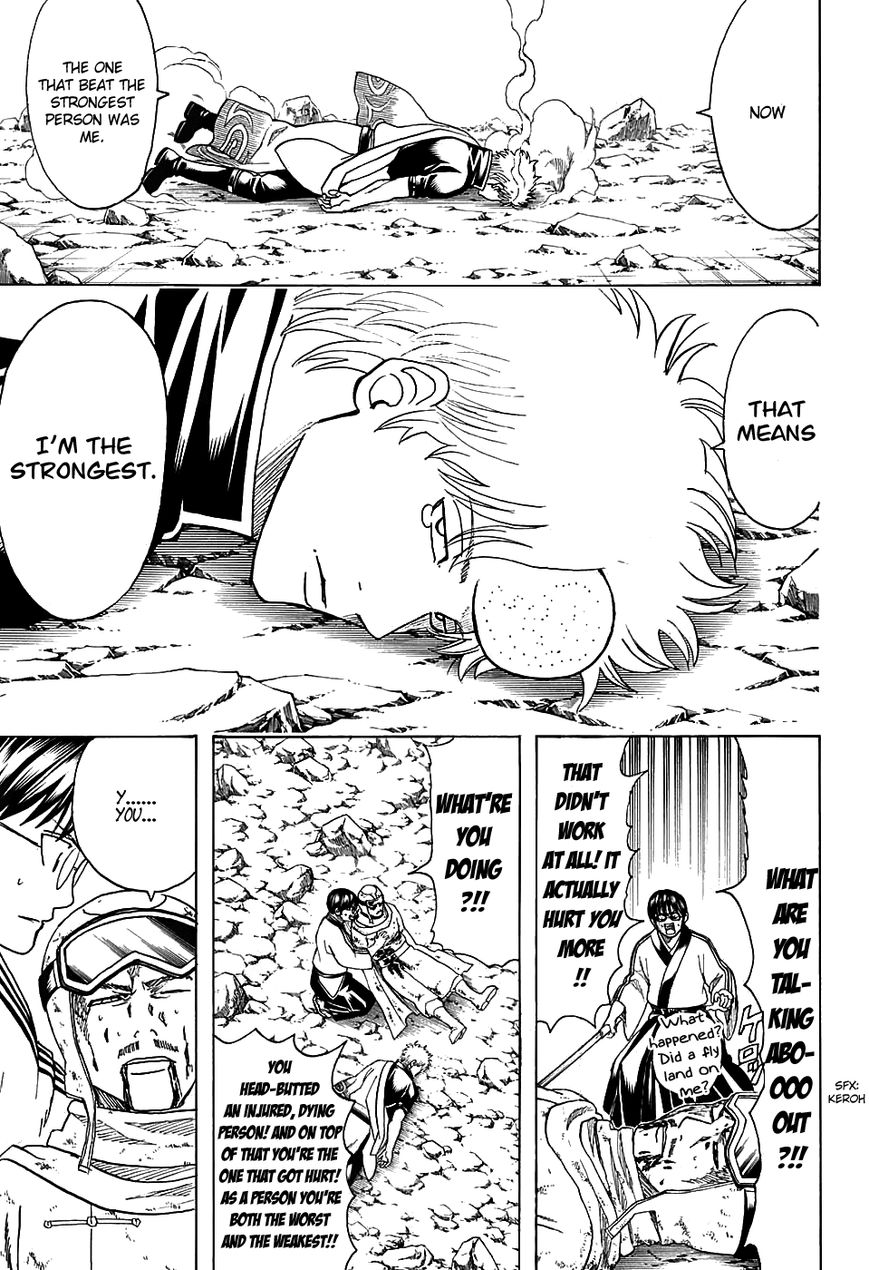 NOW
THE ONE
THAT BEAT THE
STRONGEST
PERSON WAS
ME.
THAT
MEANS
I'M THE
STRONGEST.
WHAT
ARE
YOU
TAL-
KING
ABO-
OOO
OUT
?!!
THAT
DIDN'T
WORK
AT ALL! IT
ACTUALLY
HURT YOU
MORE
!!
What
happened?
Did a fly
land on
me?
ケロッ
SFX:
KEROH
WHAT'RE
YOU
DOING
?!!
YOU
HEAD-BUTTED
AN INJURED, DYING
PERSON! AND ON TOP
OF THAT YOU'RE THE
ONE THAT GOT HURT!
AS A PERSON YOU'RE
BOTH THE WORST
AND THE WEAKEST!!
Y......
YOU...